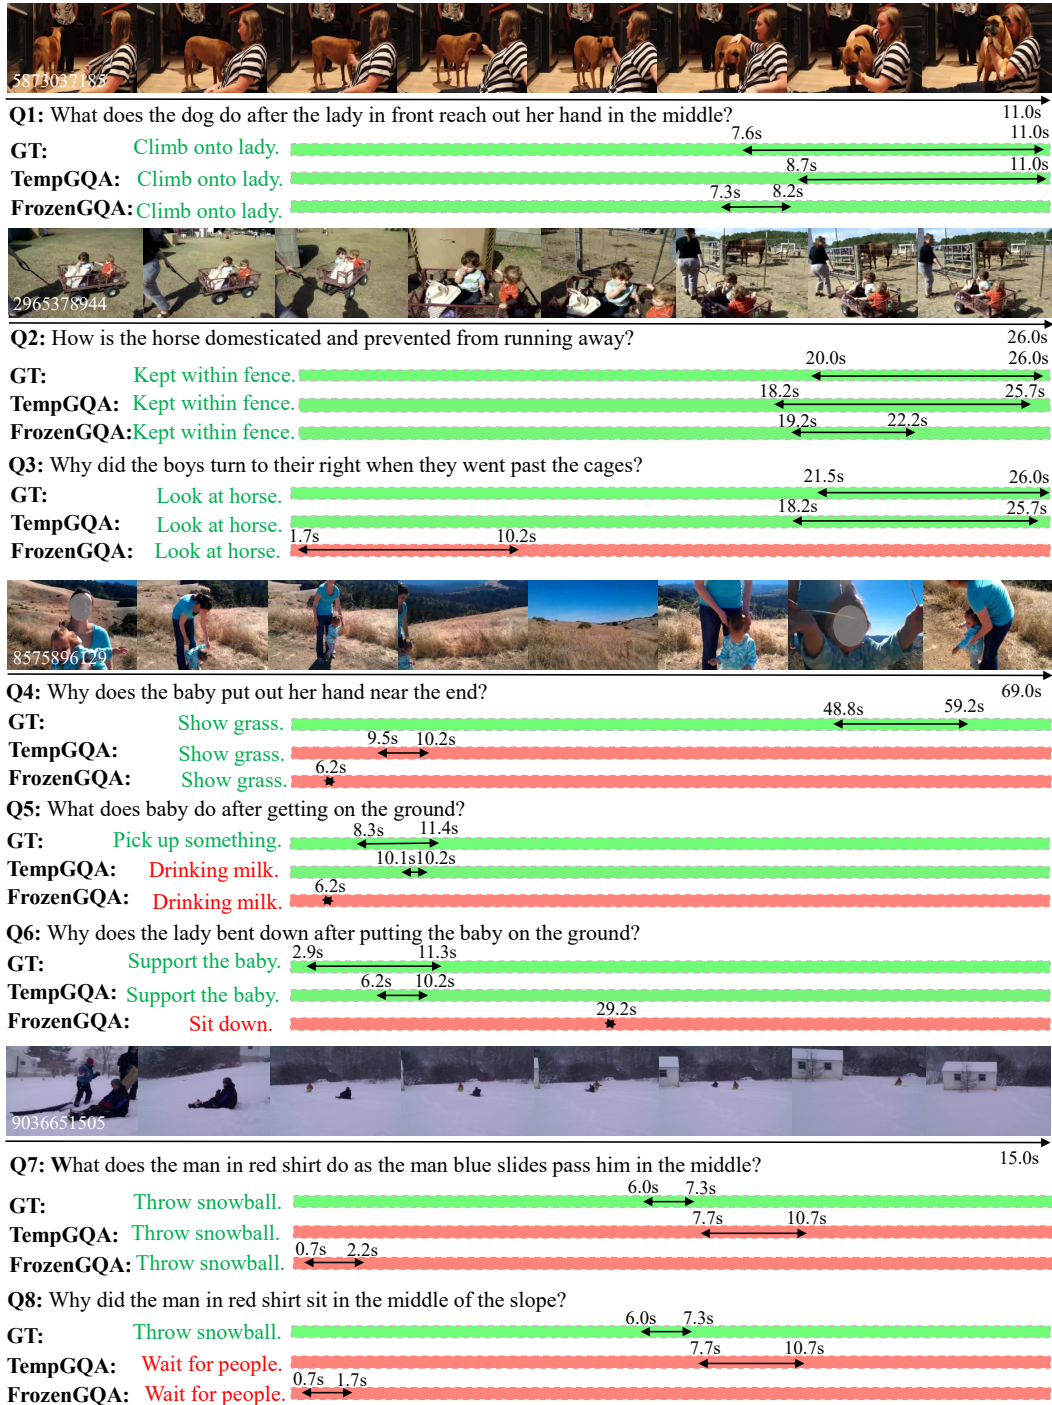 5873037185
Q1: What does the dog do after the lady in front reach out her hand in the middle?
11.0s
7.6s 11.0s
GT: Climb onto lady.
8.7s 11.0s
TempGQA: Climb onto lady.
7.3s 8.2s
FrozenGQA: Climb onto lady.
2965378944
Q2: How is the horse domesticated and prevented from running away?
26.0s
20.0s 26.0s
GT: Kept within fence.
18.2s 25.7s
TempGQA: Kept within fence.
19.2s 22.2s
FrozenGQA: Kept within fence.
Q3: Why did the boys turn to their right when they went past the cages?
21.5s 26.0s
GT: Look at horse.
18.2s 25.7s
TempGQA: Look at horse.
1.7s 10.2s
FrozenGQA: Look at horse.
8575896129
Q4: Why does the baby put out her hand near the end?
69.0s
48.8s 59.2s
GT: Show grass.
9.5s 10.2s
TempGQA: Show grass.
6.2s
FrozenGQA: Show grass.
Q5: What does baby do after getting on the ground?
8.3s 11.4s
GT: Pick up something.
10.1s 10.2s
TempGQA: Drinking milk.
6.2s
FrozenGQA: Drinking milk.
Q6: Why does the lady bent down after putting the baby on the ground?
2.9s 11.3s
GT: Support the baby.
6.2s 10.2s
TempGQA: Support the baby.
29.2s
FrozenGQA: Sit down.
9036651505
Q7: What does the man in red shirt do as the man blue slides pass him in the middle?
15.0s
6.0s 7.3s
GT: Throw snowball.
7.7s 10.7s
TempGQA: Throw snowball.
0.7s 2.2s
FrozenGQA: Throw snowball.
Q8: Why did the man in red shirt sit in the middle of the slope?
6.0s 7.3s
GT: Throw snowball.
7.7s 10.7s
TempGQA: Wait for people.
0.7s 1.7s
FrozenGQA: Wait for people.